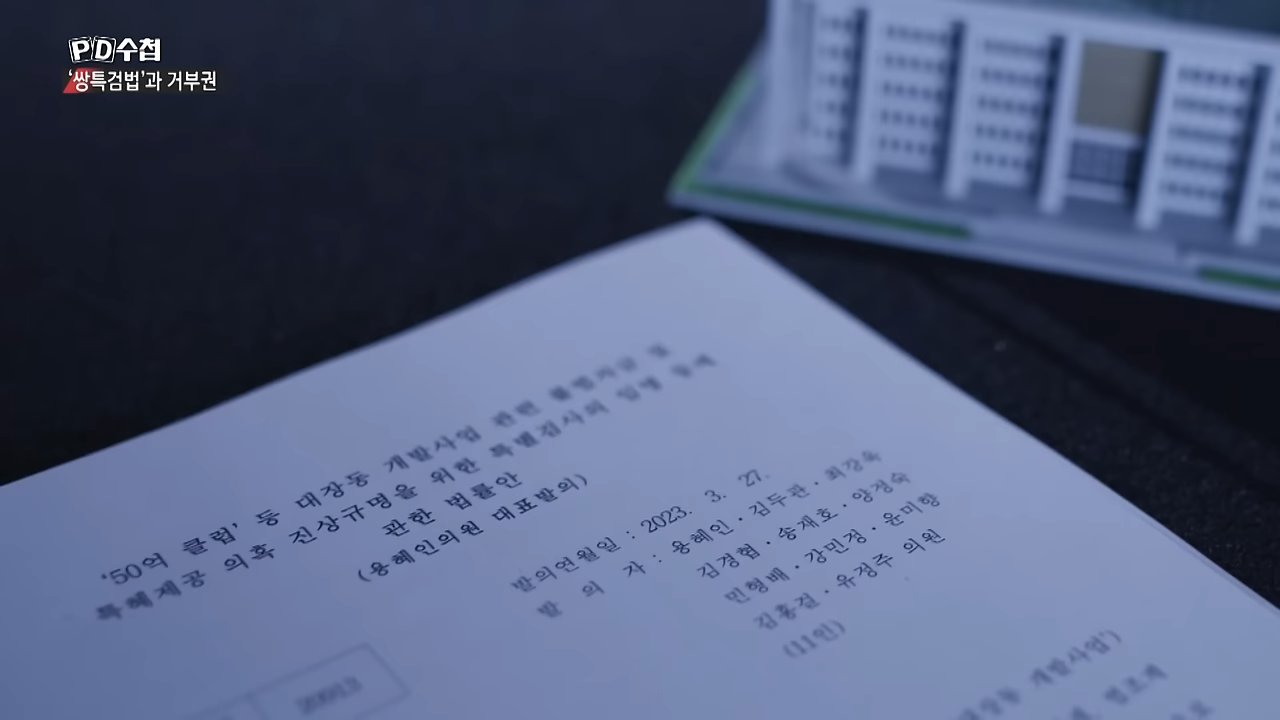 PD수첩
'쌍특검법'과 거부권
'50억 클럽' 등 대장동 개발사업 관련 불법자금 및
특혜제공 의혹 진상규명을 위한 특별검사의 임명 등에
관한 법률안
(용혜인의원 대표발의)
발의연월일 : 2023. 3. 27.
발 의 자 : 용혜인·김두관·최강욱
김경협·송재호·양정숙
민형배·강민정·윤미향
김홍걸·유정주 의원
(11인)
개발사업')